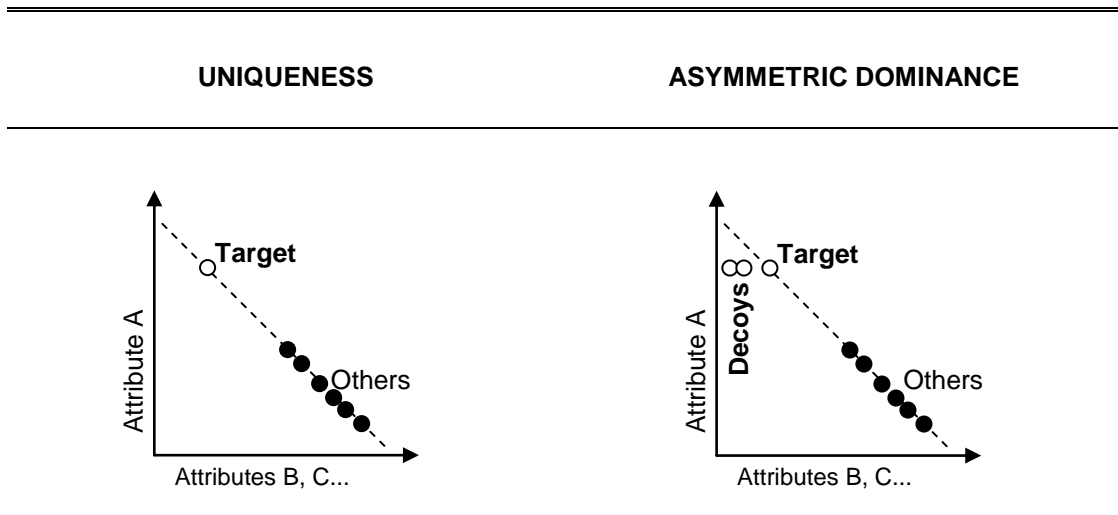 UNIQUENESS
ASYMMETRIC DOMINANCE
Target
Others
Attribute A
Attributes B, C...
Target
Decoys
Others
Attribute A
Attributes B, C...